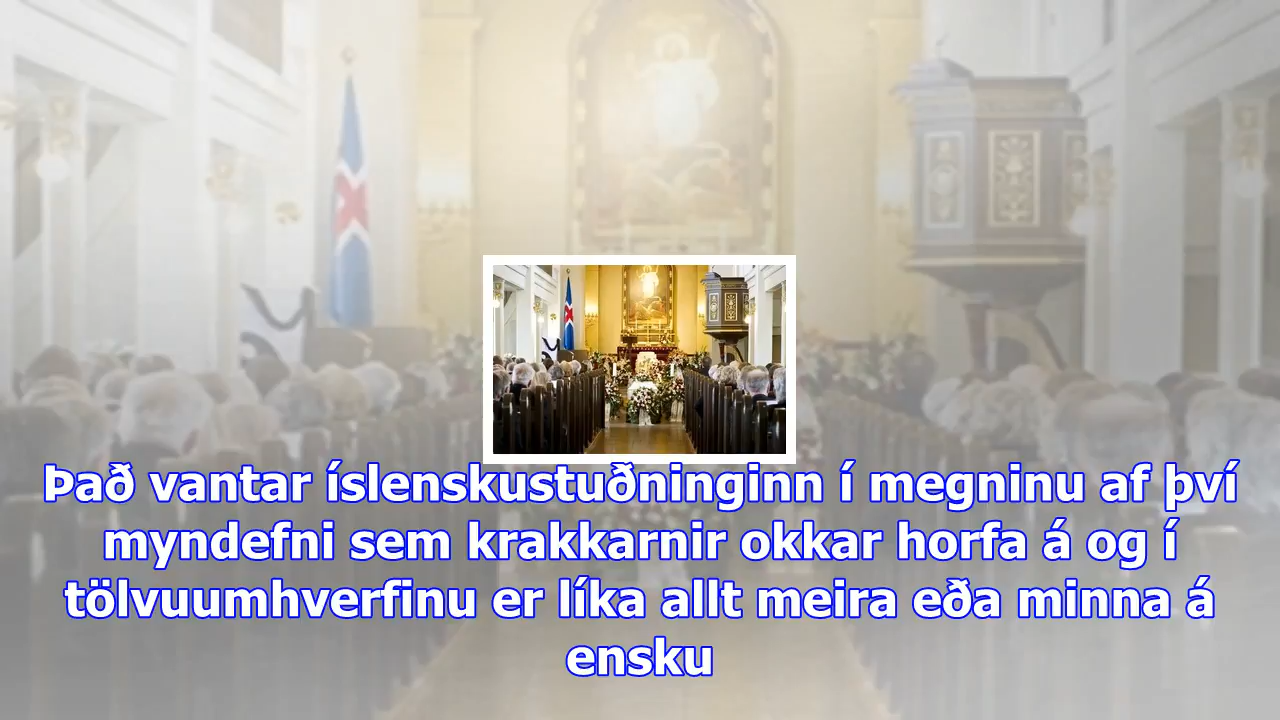 Það vantar íslenskustuðninginn í megninu af því
myndefni sem krakkarnir okkar horfa á og í
tölvuumhverfinu er líka allt meira eða minna á
ensku